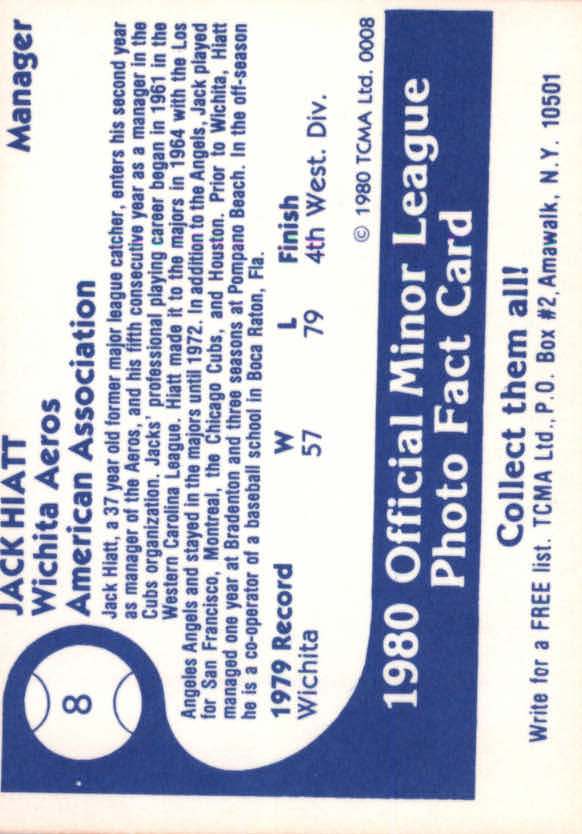 8
JACK HIATT Manager
Wichita Aeros
American Association
Jack Hiatt, a 37 year old former major league catcher, enters his second year
as manager of the Aeros, and his fifth consecutive year as a manager in the
Cubs organization. Jacks' professional playing career began in 1961 in the
Western Carolina League. Hiatt made it to the majors in 1964 with the Los
Angeles Angels and stayed in the majors until 1972. In addition to the Angels, Jack played
for San Francisco, Montreal, the Chicago Cubs, and Houston. Prior to Wichita, Hiatt
managed one year at Bradenton and three seasons at Pompano Beach. In the off-season
he is a co-operator of a baseball school in Boca Raton, Fla.
1979 Record W L Finish
Wichita 57 79 4th West. Div.
© 1980 TCMA Ltd. 0008
1980 Official Minor League
Photo Fact Card
Collect them all!
Write for a FREE list. TCMA Ltd., P.O. Box #2, Amawalk, N.Y. 10501